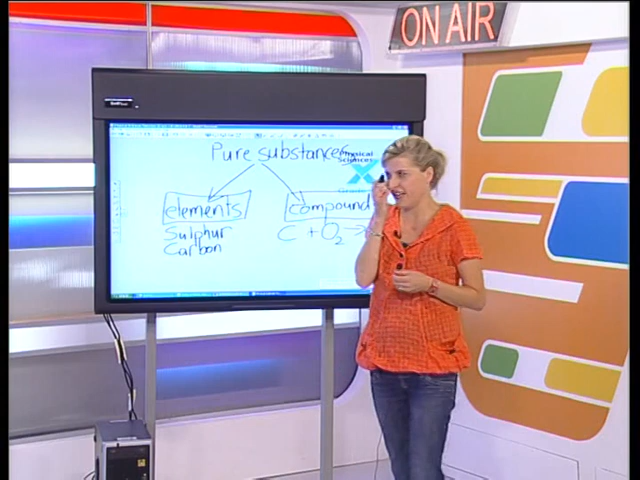 ON AIR
Pure substances
Physical
sciences
X
elements
compound
Sulphur
C + O₂ →
Carbon